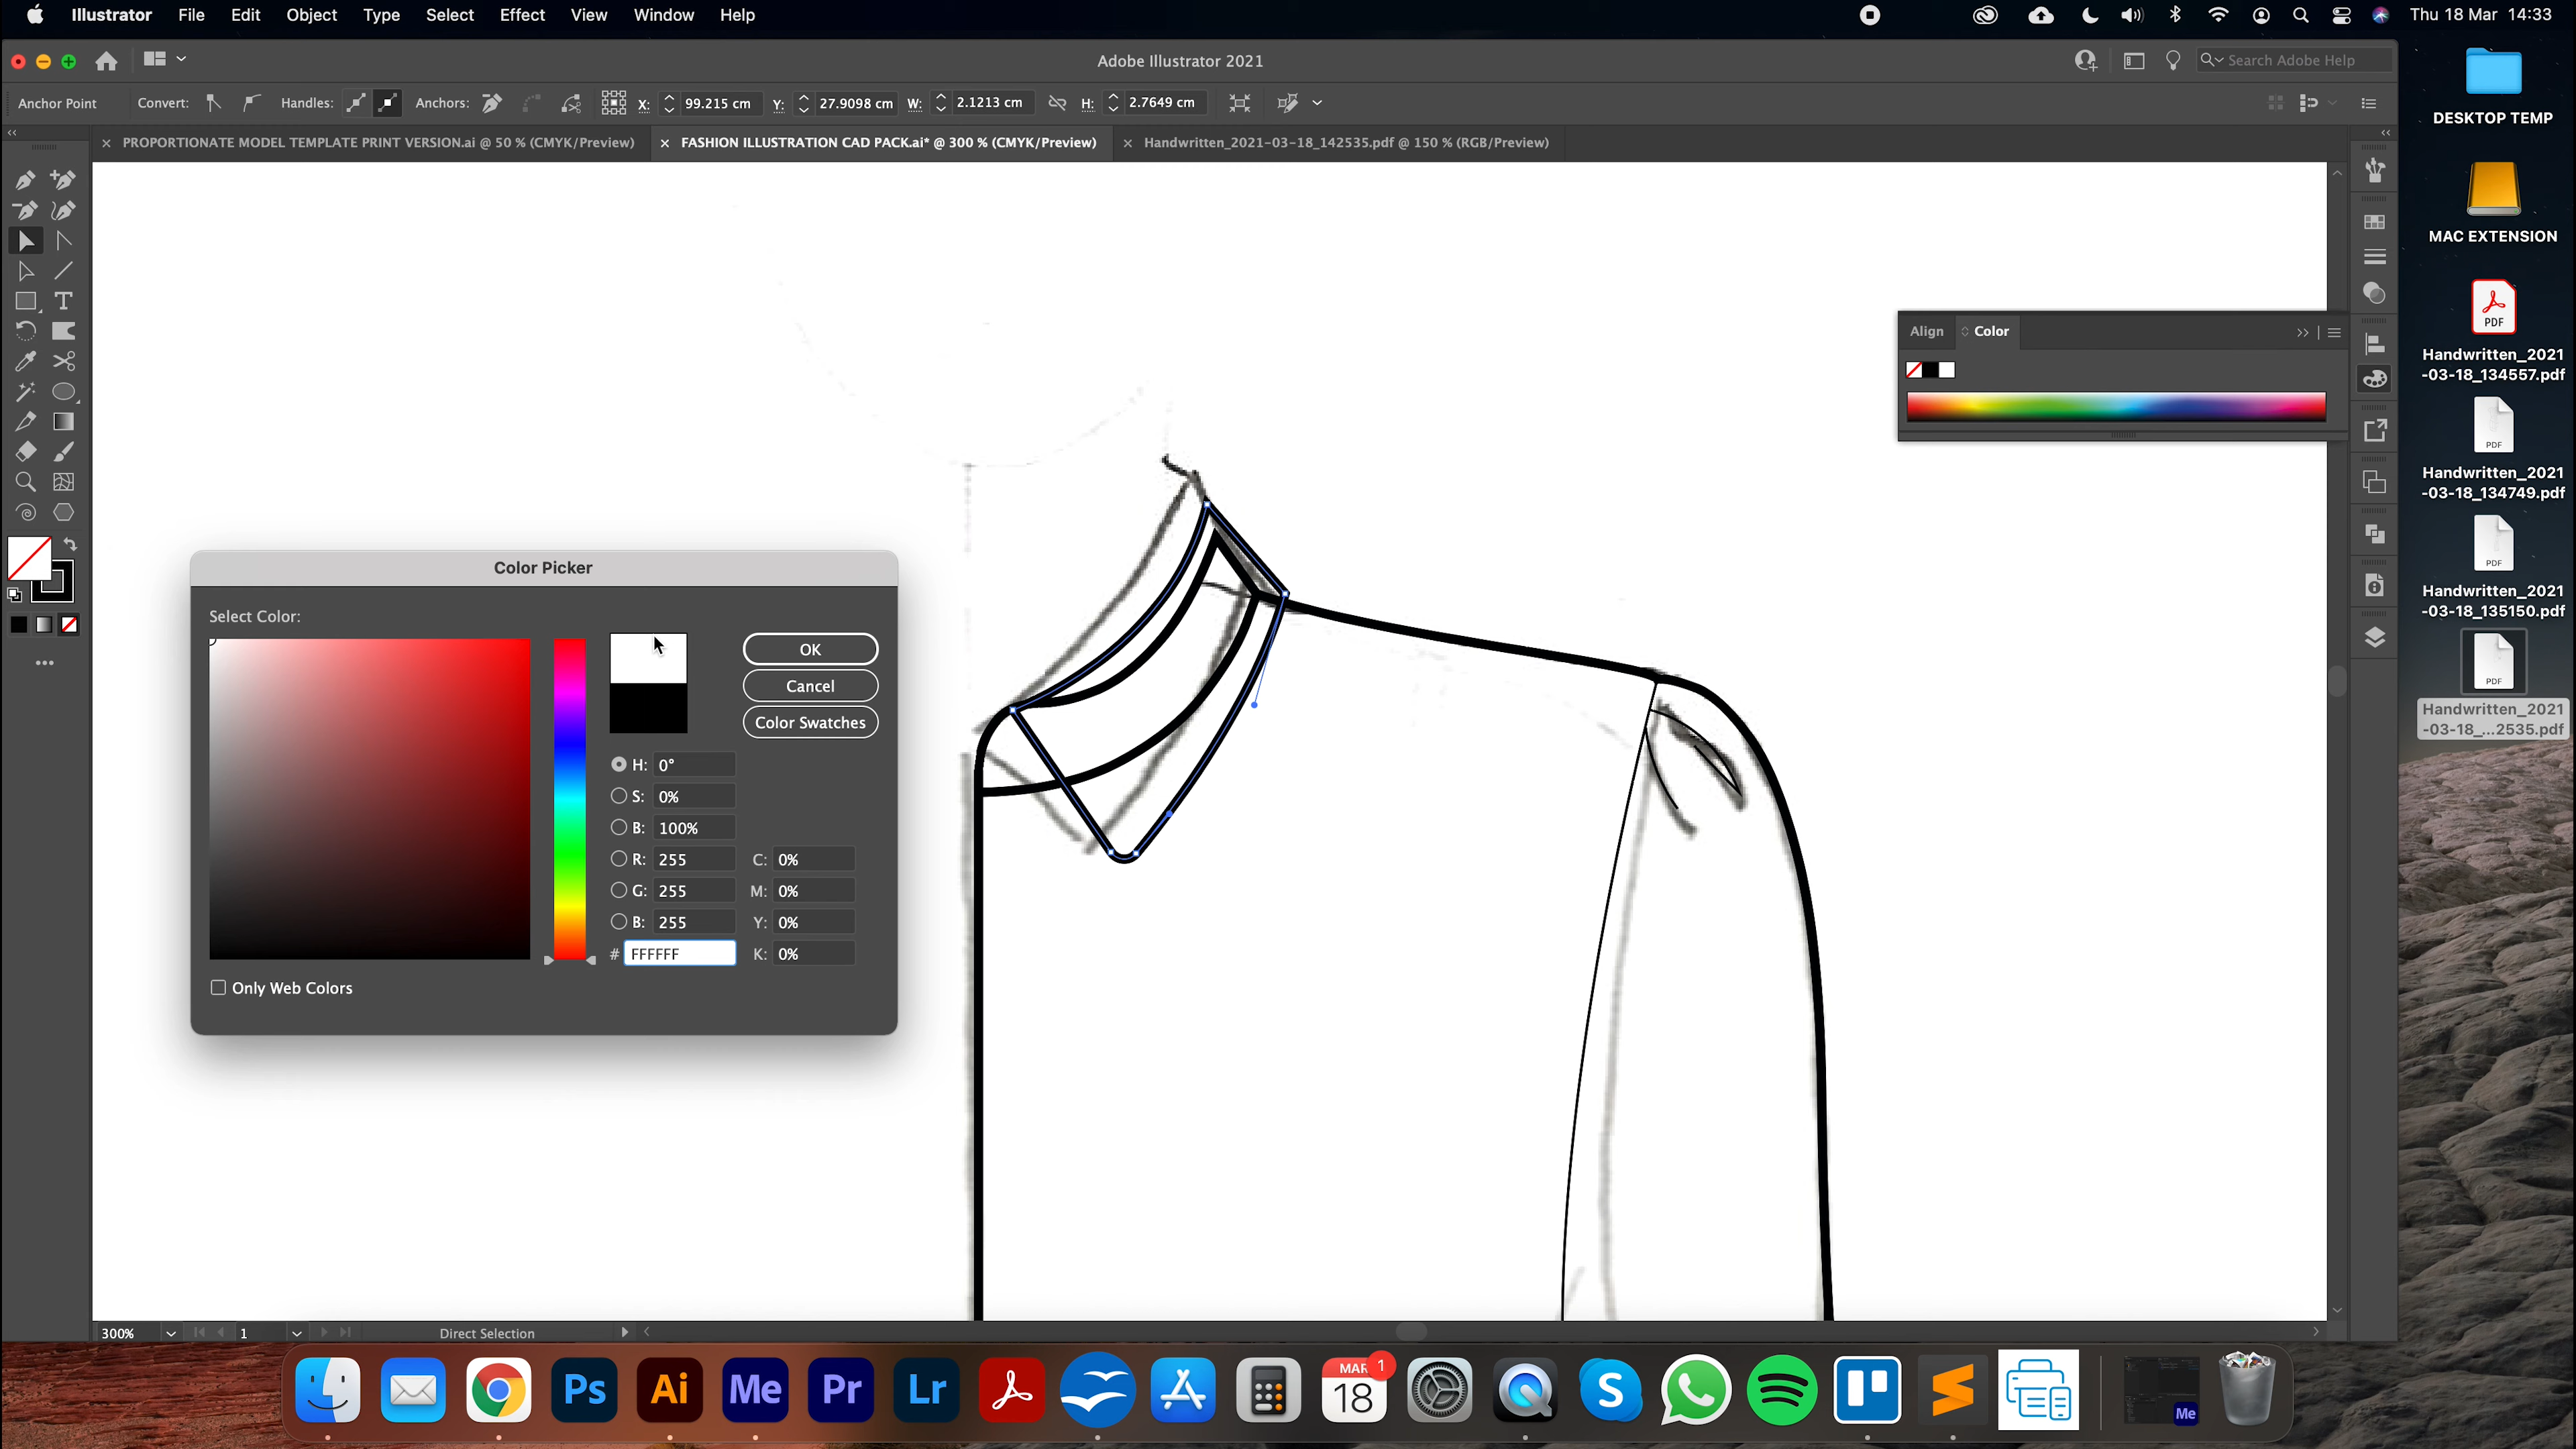 Illustrator File Edit Object Type Select Effect View Window Help Thu 18 Mar 14:33
Adobe Illustrator 2021
Search Adobe Help
Anchor Point Convert: Handles: Anchors: X: 99.215 cm Y: 27.9098 cm W: 2.1213 cm H: 2.7649 cm
PROPORTIONATE MODEL TEMPLATE PRINT VERSION.ai @ 50 % (CMYK/Preview)
FASHION ILLUSTRATION CAD PACK.ai* @ 300 % (CMYK/Preview)
Handwritten_2021-03-18_142535.pdf @ 150 % (RGB/Preview)
DESKTOP TEMP
MAC EXTENSION
PDF
Handwritten_2021
-03-18_134557.pdf
PDF
Handwritten_2021
-03-18_134749.pdf
PDF
Handwritten_2021
-03-18_135150.pdf
PDF
Handwritten_2021
-03-18_...2535.pdf
Align Color
Color Picker
Select Color:
OK
Cancel
Color Swatches
H: 0°
S: 0%
B: 100%
R: 255 C: 0%
G: 255 M: 0%
B: 255 Y: 0%
# FFFFFF K: 0%
Only Web Colors
300% 1 Direct Selection
Ps Ai Me Pr Lr MAR 18 1 S Me